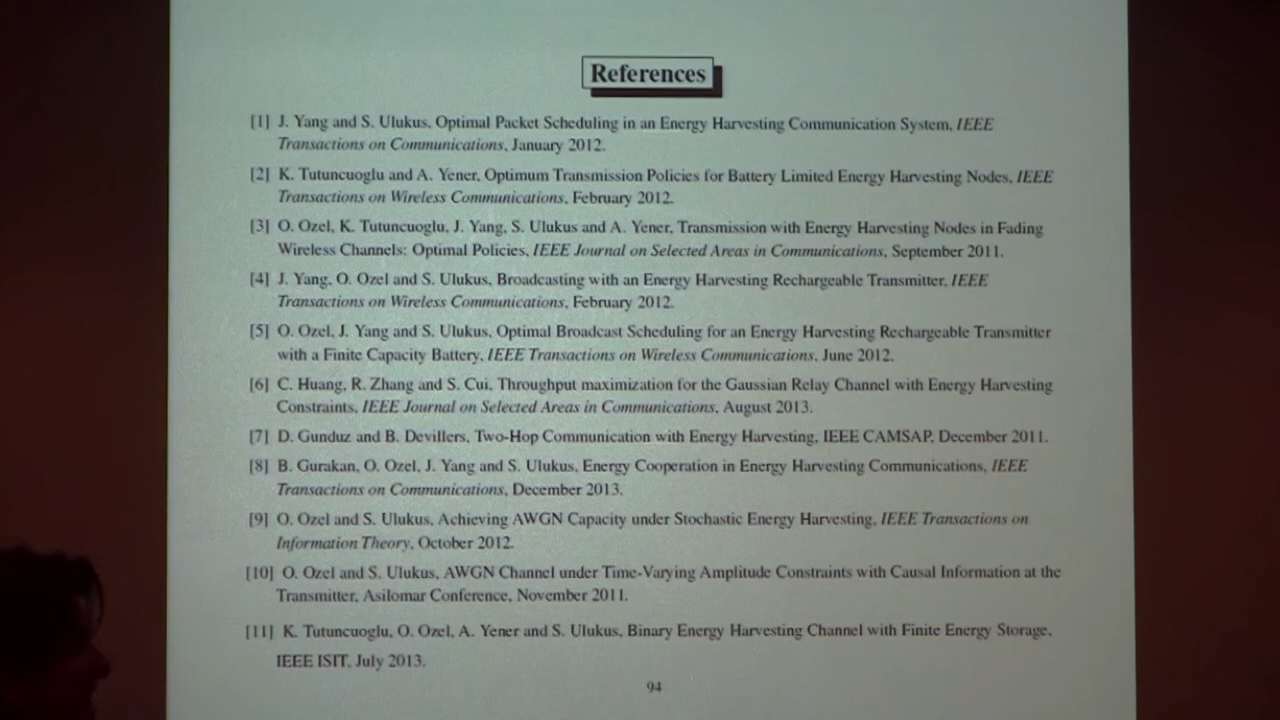 References
[1] J. Yang and S. Ulukus, Optimal Packet Scheduling in an Energy Harvesting Communication System, IEEE
Transactions on Communications, January 2012.
[2] K. Tutuncuoglu and A. Yener, Optimum Transmission Policies for Battery Limited Energy Harvesting Nodes, IEEE
Transactions on Wireless Communications, February 2012.
[3] O. Ozel, K. Tutuncuoglu, J. Yang, S. Ulukus and A. Yener, Transmission with Energy Harvesting Nodes in Fading
Wireless Channels: Optimal Policies, IEEE Journal on Selected Areas in Communications, September 2011.
[4] J. Yang, O. Ozel and S. Ulukus, Broadcasting with an Energy Harvesting Rechargeable Transmitter, IEEE
Transactions on Wireless Communications, February 2012.
[5] O. Ozel, J. Yang and S. Ulukus, Optimal Broadcast Scheduling for an Energy Harvesting Rechargeable Transmitter
with a Finite Capacity Battery, IEEE Transactions on Wireless Communications, June 2012.
[6] C. Huang, R. Zhang and S. Cui, Throughput maximization for the Gaussian Relay Channel with Energy Harvesting
Constraints, IEEE Journal on Selected Areas in Communications, August 2013.
[7] D. Gunduz and B. Devillers, Two-Hop Communication with Energy Harvesting, IEEE CAMSAP, December 2011.
[8] B. Gurakan, O. Ozel, J. Yang and S. Ulukus, Energy Cooperation in Energy Harvesting Communications, IEEE
Transactions on Communications, December 2013.
[9] O. Ozel and S. Ulukus, Achieving AWGN Capacity under Stochastic Energy Harvesting, IEEE Transactions on
Information Theory, October 2012.
[10] O. Ozel and S. Ulukus, AWGN Channel under Time-Varying Amplitude Constraints with Causal Information at the
Transmitter, Asilomar Conference, November 2011.
[11] K. Tutuncuoglu, O. Ozel, A. Yener and S. Ulukus, Binary Energy Harvesting Channel with Finite Energy Storage,
IEEE ISIT, July 2013.
94